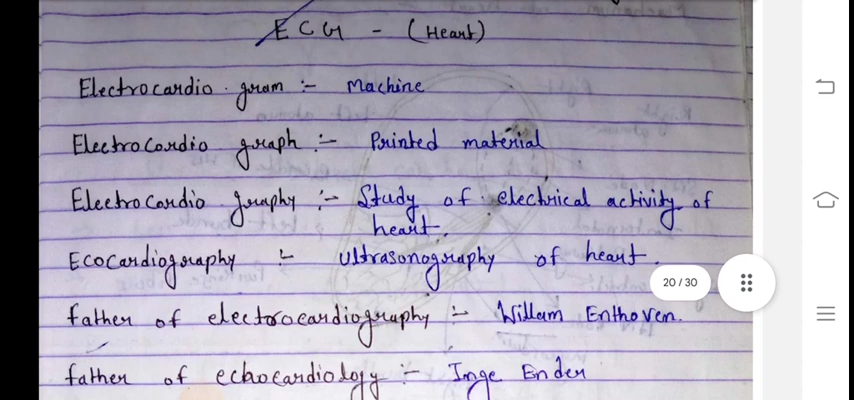 ECG - (Heart)
Electrocardio gram :- Machine
Electrocardio graph :- Printed material
Electrocardio graphy :- Study of electrical activity of
heart.
Ecocardiography :- Ultrasonography of heart.
20 / 30
father of electrocardiography :- Willam Enthoven.
father of echocardiology :- Inge Ender